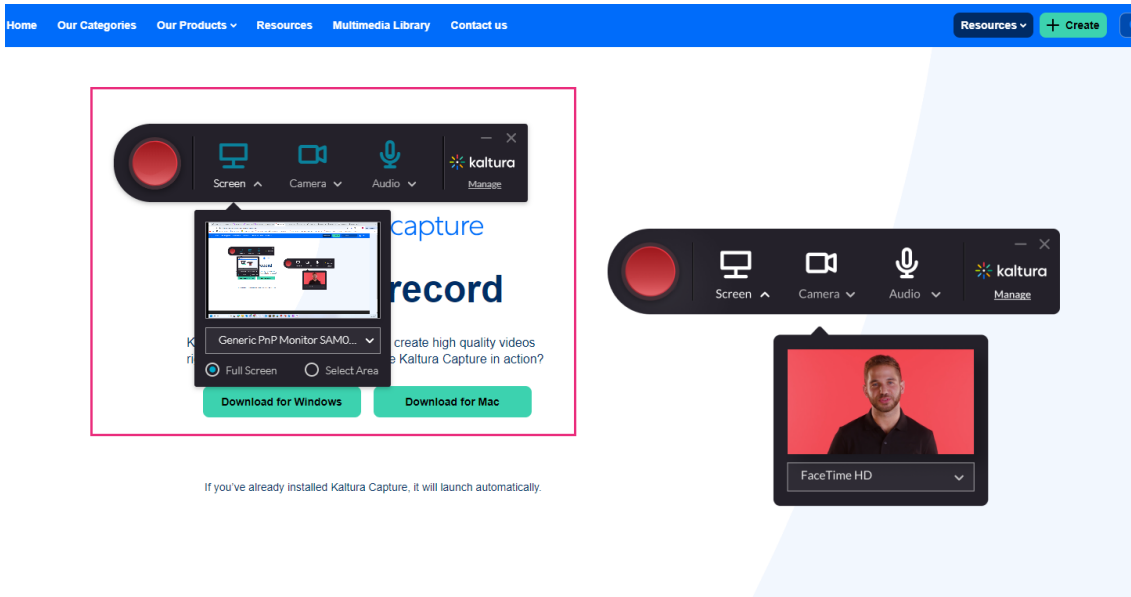 Home Our Categories Our Products Resources Multimedia Library Contact us Resources + Create
Screen Camera Audio
kaltura
Manage
capture
record
Generic PnP Monitor SAM0...
create high quality videos
Kaltura Capture in action?
Full Screen Select Area
Download for Windows Download for Mac
If you've already installed Kaltura Capture, it will launch automatically.
kaltura
Screen Camera Audio Manage
FaceTime HD